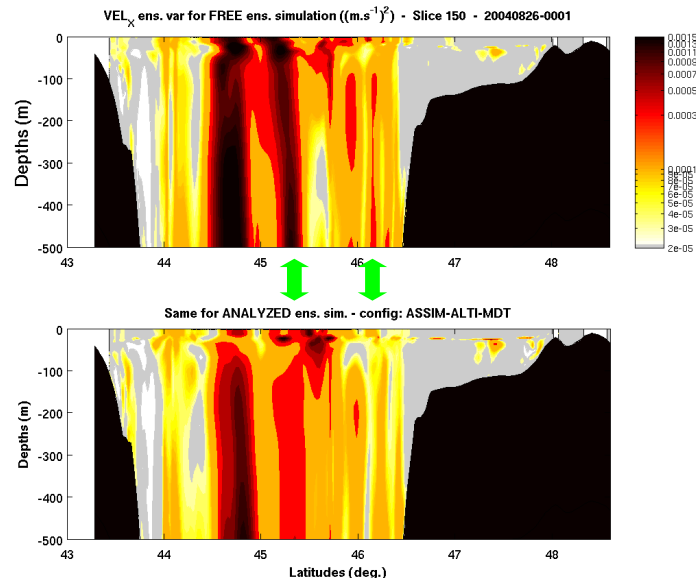 VEL_X ens. var for FREE ens. simulation ((m.s⁻¹)²) - Slice 150 - 20040826-0001
0
-100
-200
-300
-400
-500
Depths (m)
43 44 45 46 47 48
0.0015
0.0013
0.0011
0.0009
0.0007
0.0005
0.0003
0.0001
9e-05
8e-05
7e-05
6e-05
5e-05
4e-05
3e-05
2e-05
Same for ANALYZED ens. sim. - config: ASSIM-ALTI-MDT
0
-100
-200
-300
-400
-500
Depths (m)
43 44 45 46 47 48
Latitudes (deg.)